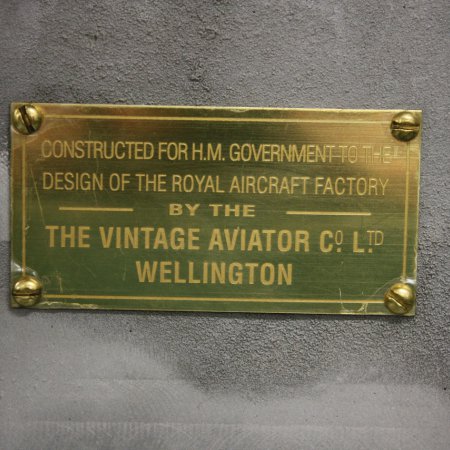 CONSTRUCTED FOR H.M. GOVERNMENT TO THE
DESIGN OF THE ROYAL AIRCRAFT FACTORY
BY THE
THE VINTAGE AVIATOR Cº. LTD
WELLINGTON